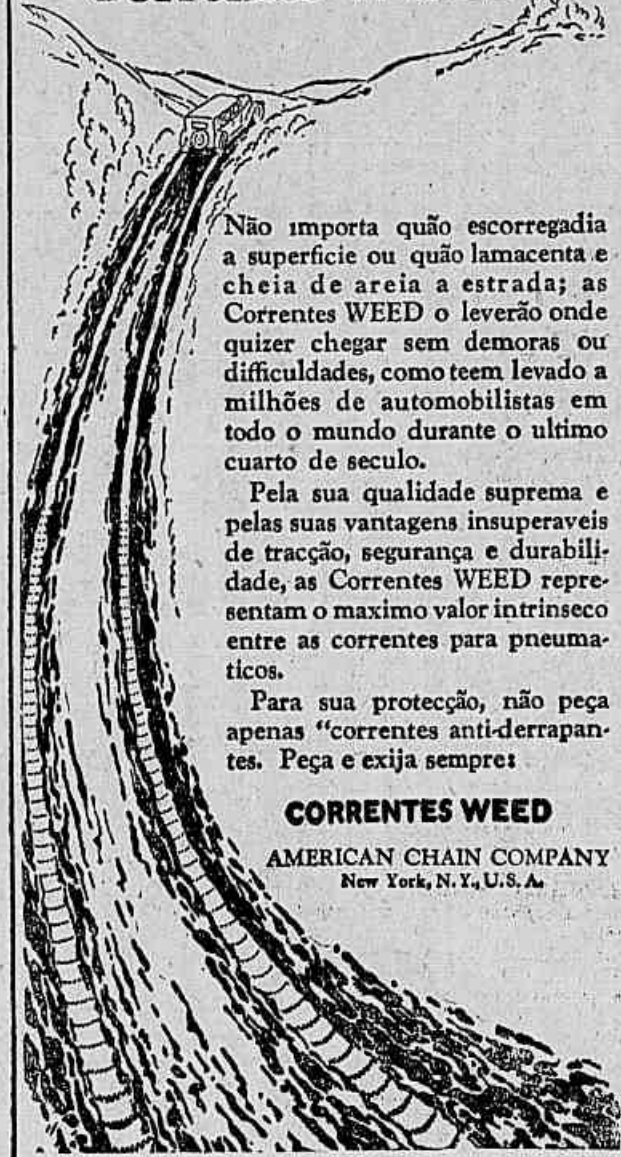 Não importa quão escorregadia
a superficie ou quão lamacenta e
cheia de areia a estrada; as
Correntes WEED o leverão onde
quizer chegar sem demoras ou
difficuldades, como teem levado a
milhões de automobilistas em
todo o mundo durante o ultimo
cuarto de seculo.
Pela sua qualidade suprema e
pelas suas vantagens insuperaveis
de tracção, segurança e durabili-
dade, as Correntes WEED repre-
sentam o maximo valor intrinseco
entre as correntes para pneuma-
ticos.
Para sua protecção, não peça
apenas "correntes anti-derrapan-
tes. Peça e exija sempre:
CORRENTES WEED
AMERICAN CHAIN COMPANY
New York, N. Y., U. S. A.